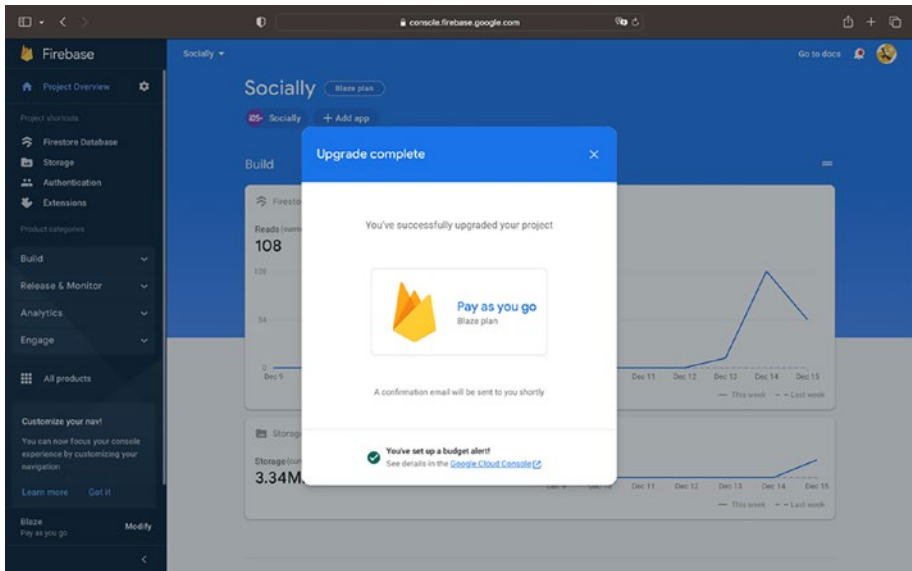 console.firebase.google.com
Firebase
Socially
Go to docs
Project Overview
Socially
Blaze plan
Project shortcuts
iOS+ Socially
+ Add app
Firestore Database
Storage
Authentication
Extensions
Product categories
Build
Release & Monitor
Analytics
Engage
All products
Customize your nav!
You can now focus your console
experience by customizing your
navigation
Learn more Got it
Blaze
Pay as you go
Modify
Build
Reads
108
54
0
Dec 9
Dec 11 Dec 12 Dec 13 Dec 14 Dec 15
This week Last week
Storage
3.34M
Dec 11 Dec 12 Dec 13 Dec 14 Dec 15
This week Last week
Upgrade complete
You've successfully upgraded your project
Pay as you go
Blaze plan
A confirmation email will be sent to you shortly
You've set up a budget alert!
See details in the Google Cloud Console